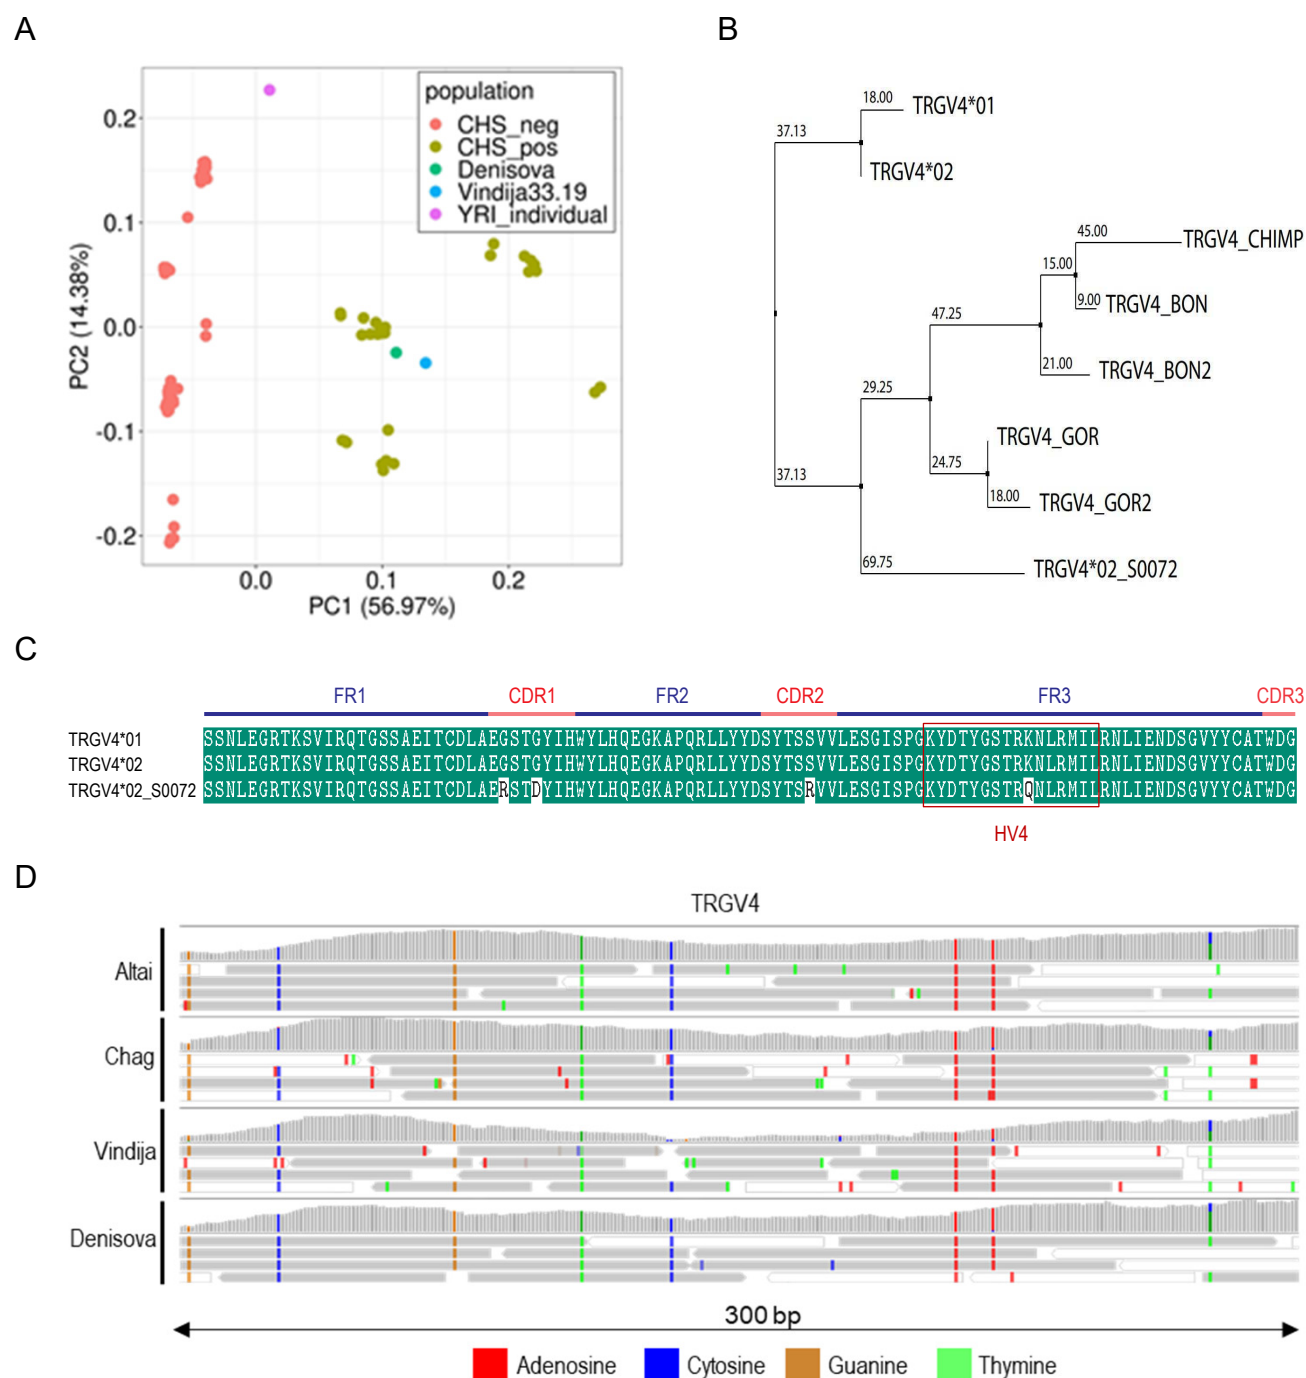 A
B
population
CHS_neg
CHS_pos
Denisova
Vindija33.19
YRI_individual
0.2
0.1
0.0
-0.1
-0.2
PC2 (14.38%)
0.0
0.1
0.2
PC1 (56.97%)
18.00
TRGV4*01
37.13
TRGV4*02
45.00
TRGV4_CHIMP
15.00
9.00
TRGV4_BON
47.25
21.00
TRGV4_BON2
29.25
TRGV4_GOR
24.75
18.00
TRGV4_GOR2
37.13
69.75
TRGV4*02_S0072
C
FR1 CDR1 FR2 CDR2 FR3 CDR3
TRGV4*01 SSNLEGRTKSVIRQTGSSAEITCDLAEGSTGYIHWYLHQEGKAPQRLLYYDSYTSSVVLESGISPGKYDTYGSTRKNLRMILRNLIENDSGVYYCATWDG
TRGV4*02 SSNLEGRTKSVIRQTGSSAEITCDLAEGSTGYIHWYLHQEGKAPQRLLYYDSYTSSVVLESGISPGKYDTYGSTRKNLRMILRNLIENDSGVYYCATWDG
TRGV4*02_S0072 SSNLEGRTKSVIRQTGSSAEITCDLAERSTDYIHWYLHQEGKAPQRLLYYDSYTSRVVLESGISPGKYDTYGSTRQNLRMILRNLIENDSGVYYCATWDG
HV4
D
TRGV4
Altai
Chag
Vindija
Denisova
300 bp
Adenosine Cytosine Guanine Thymine